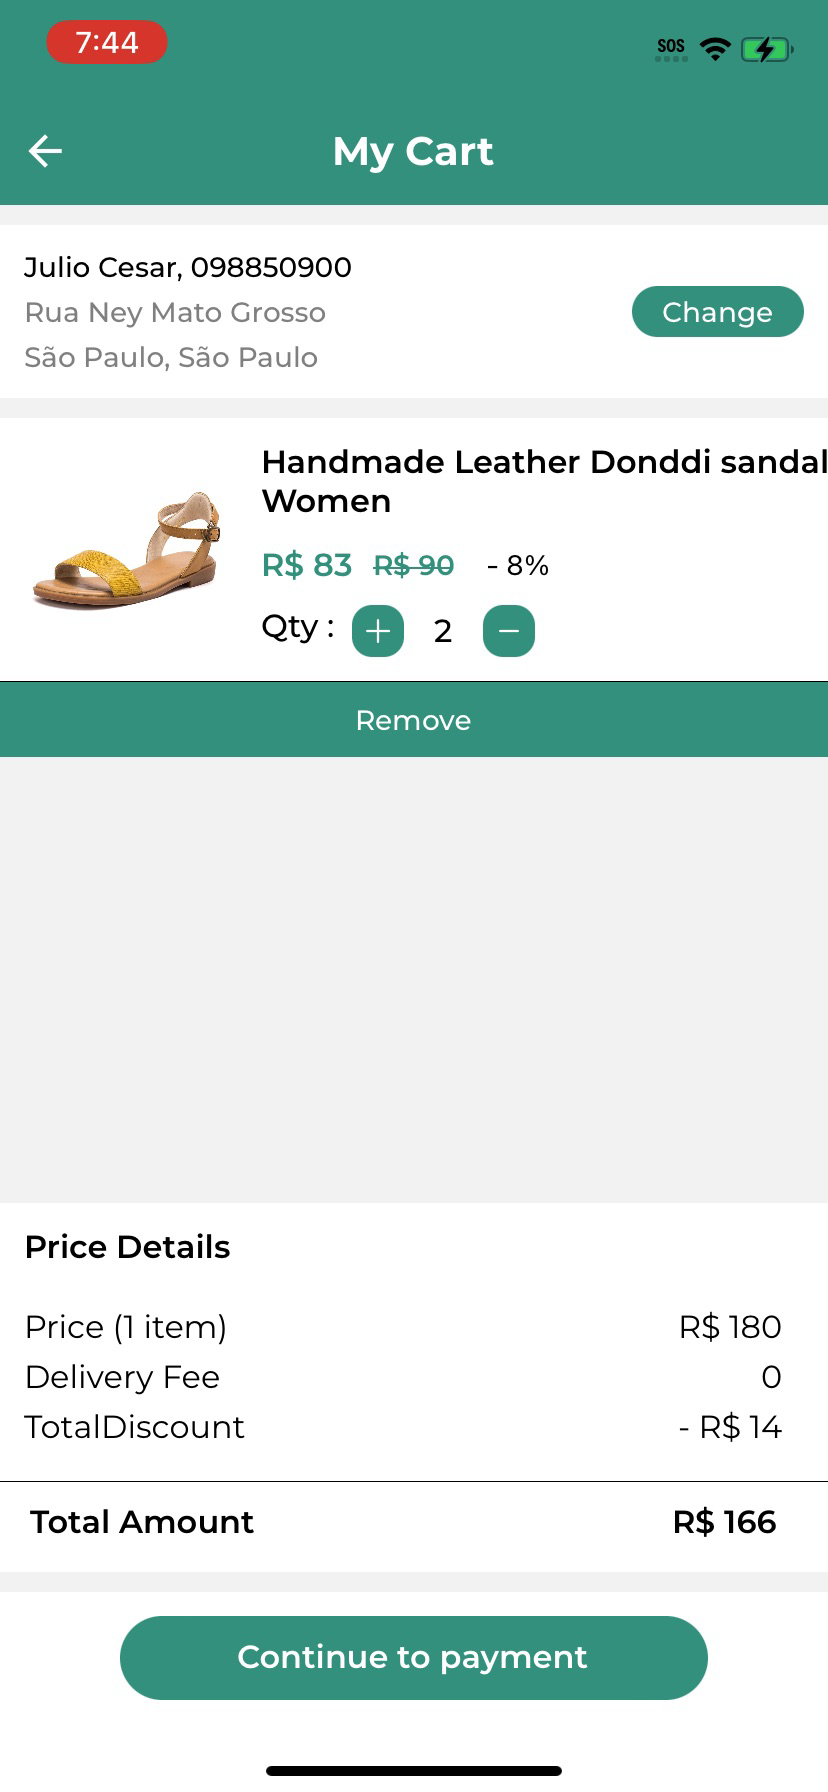 7:44
SOS
My Cart
Julio Cesar, 098850900
Rua Ney Mato Grosso
São Paulo, São Paulo
Change
Handmade Leather Donddi sandal
Women
R$ 83 R$ 90 - 8%
Qty : + 2 −
Remove
Price Details
Price (1 item) R$ 180
Delivery Fee 0
TotalDiscount - R$ 14
Total Amount R$ 166
Continue to payment